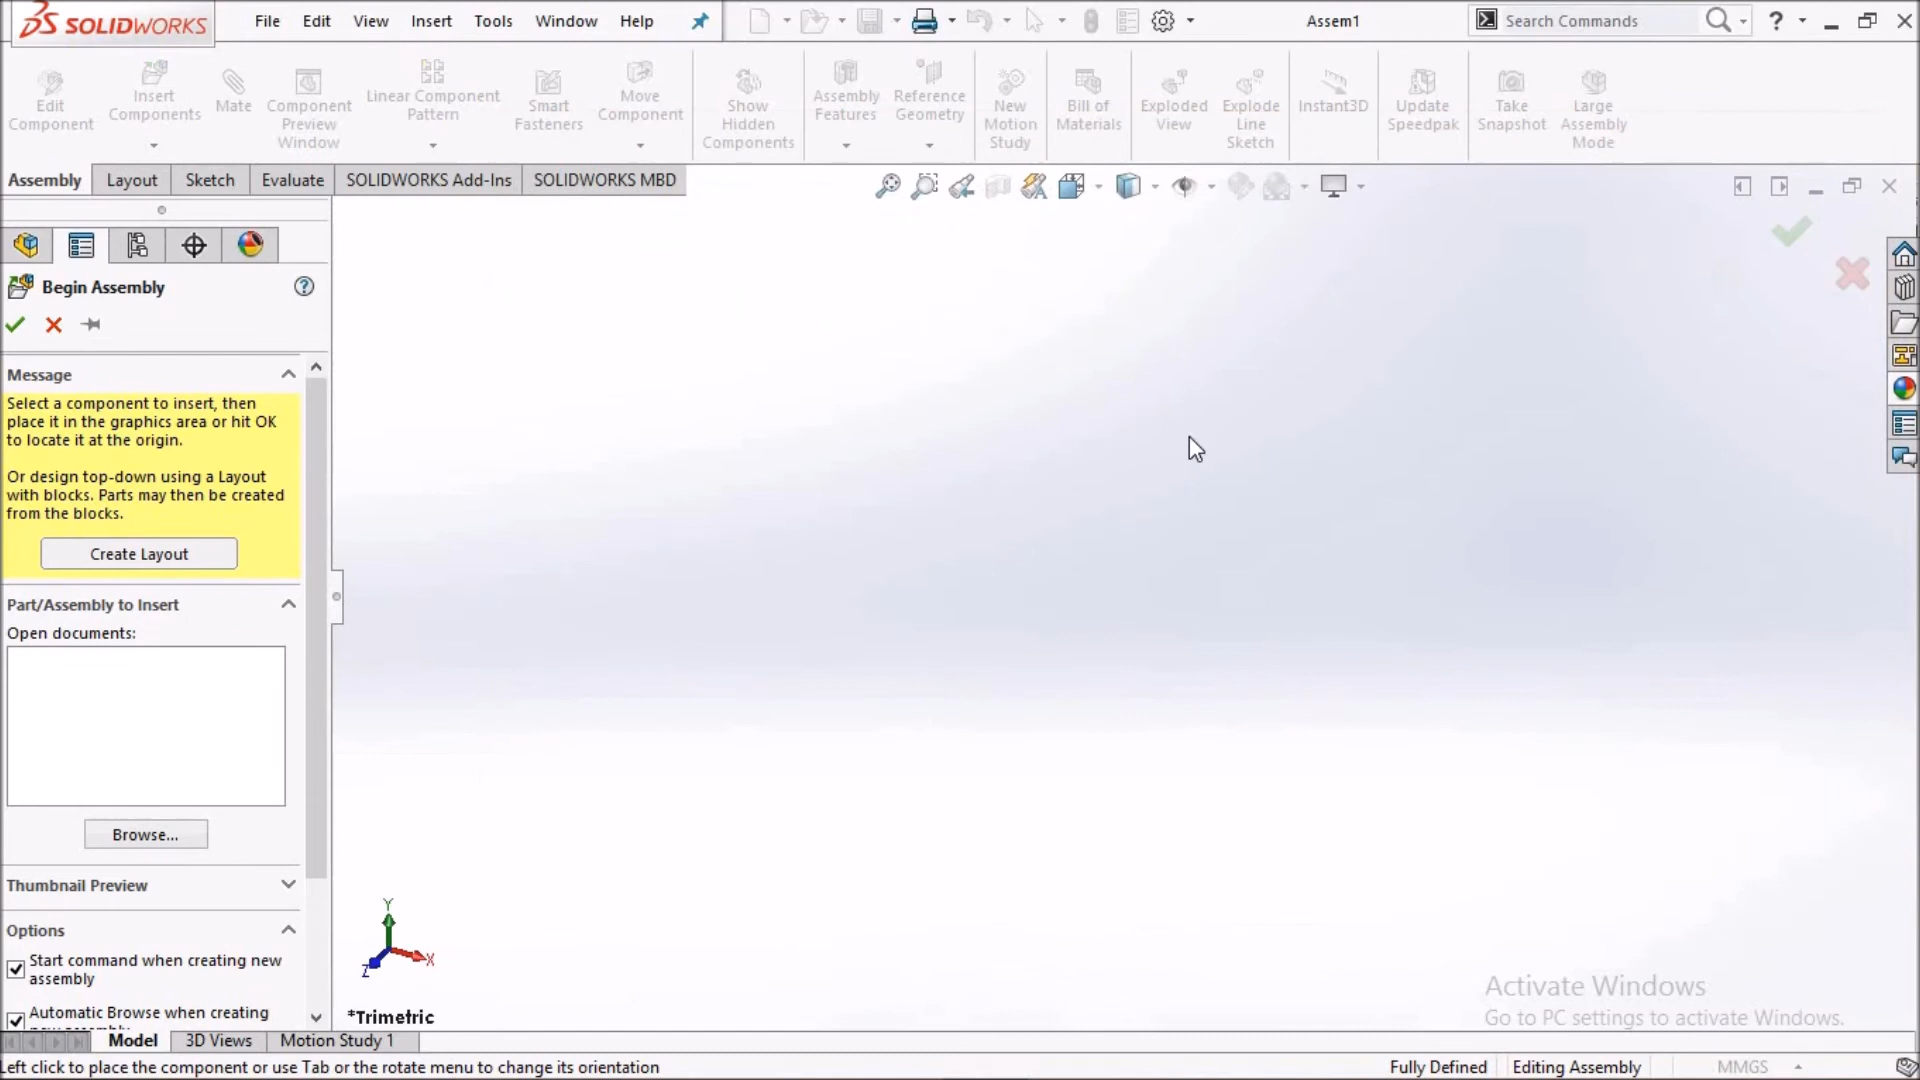 SOLIDWORKS
File Edit View Insert Tools Window Help
Assem1
Search Commands
Edit Component
Insert Components
Mate
Component Preview Window
Linear Component Pattern
Smart Fasteners
Move Component
Show Hidden Components
Assembly Features
Reference Geometry
New Motion Study
Bill of Materials
Exploded View
Explode Line Sketch
Instant3D
Update Speedpak
Take Snapshot
Large Assembly Mode
Assembly Layout Sketch Evaluate SOLIDWORKS Add-Ins SOLIDWORKS MBD
Begin Assembly
Message
Select a component to insert, then
place it in the graphics area or hit OK
to locate it at the origin.
Or design top-down using a Layout
with blocks. Parts may then be created
from the blocks.
Create Layout
Part/Assembly to Insert
Open documents:
Browse...
Thumbnail Preview
Options
Start command when creating new
assembly
Automatic Browse when creating
Y
X
Z
*Trimetric
Activate Windows
Go to PC settings to activate Windows.
Model 3D Views Motion Study 1
Left click to place the component or use Tab or the rotate menu to change its orientation
Fully Defined Editing Assembly MMGS